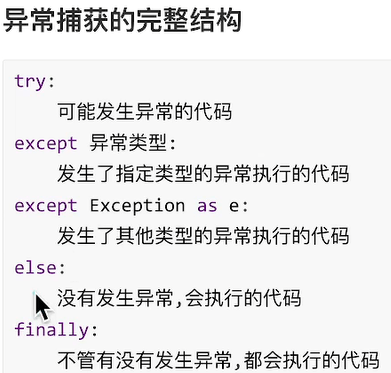 异常捕获的完整结构
try:
可能发生异常的代码
except 异常类型:
发生了指定类型的异常执行的代码
except Exception as e:
发生了其他类型的异常执行的代码
else:
没有发生异常,会执行的代码
finally:
不管有没有发生异常,都会执行的代码